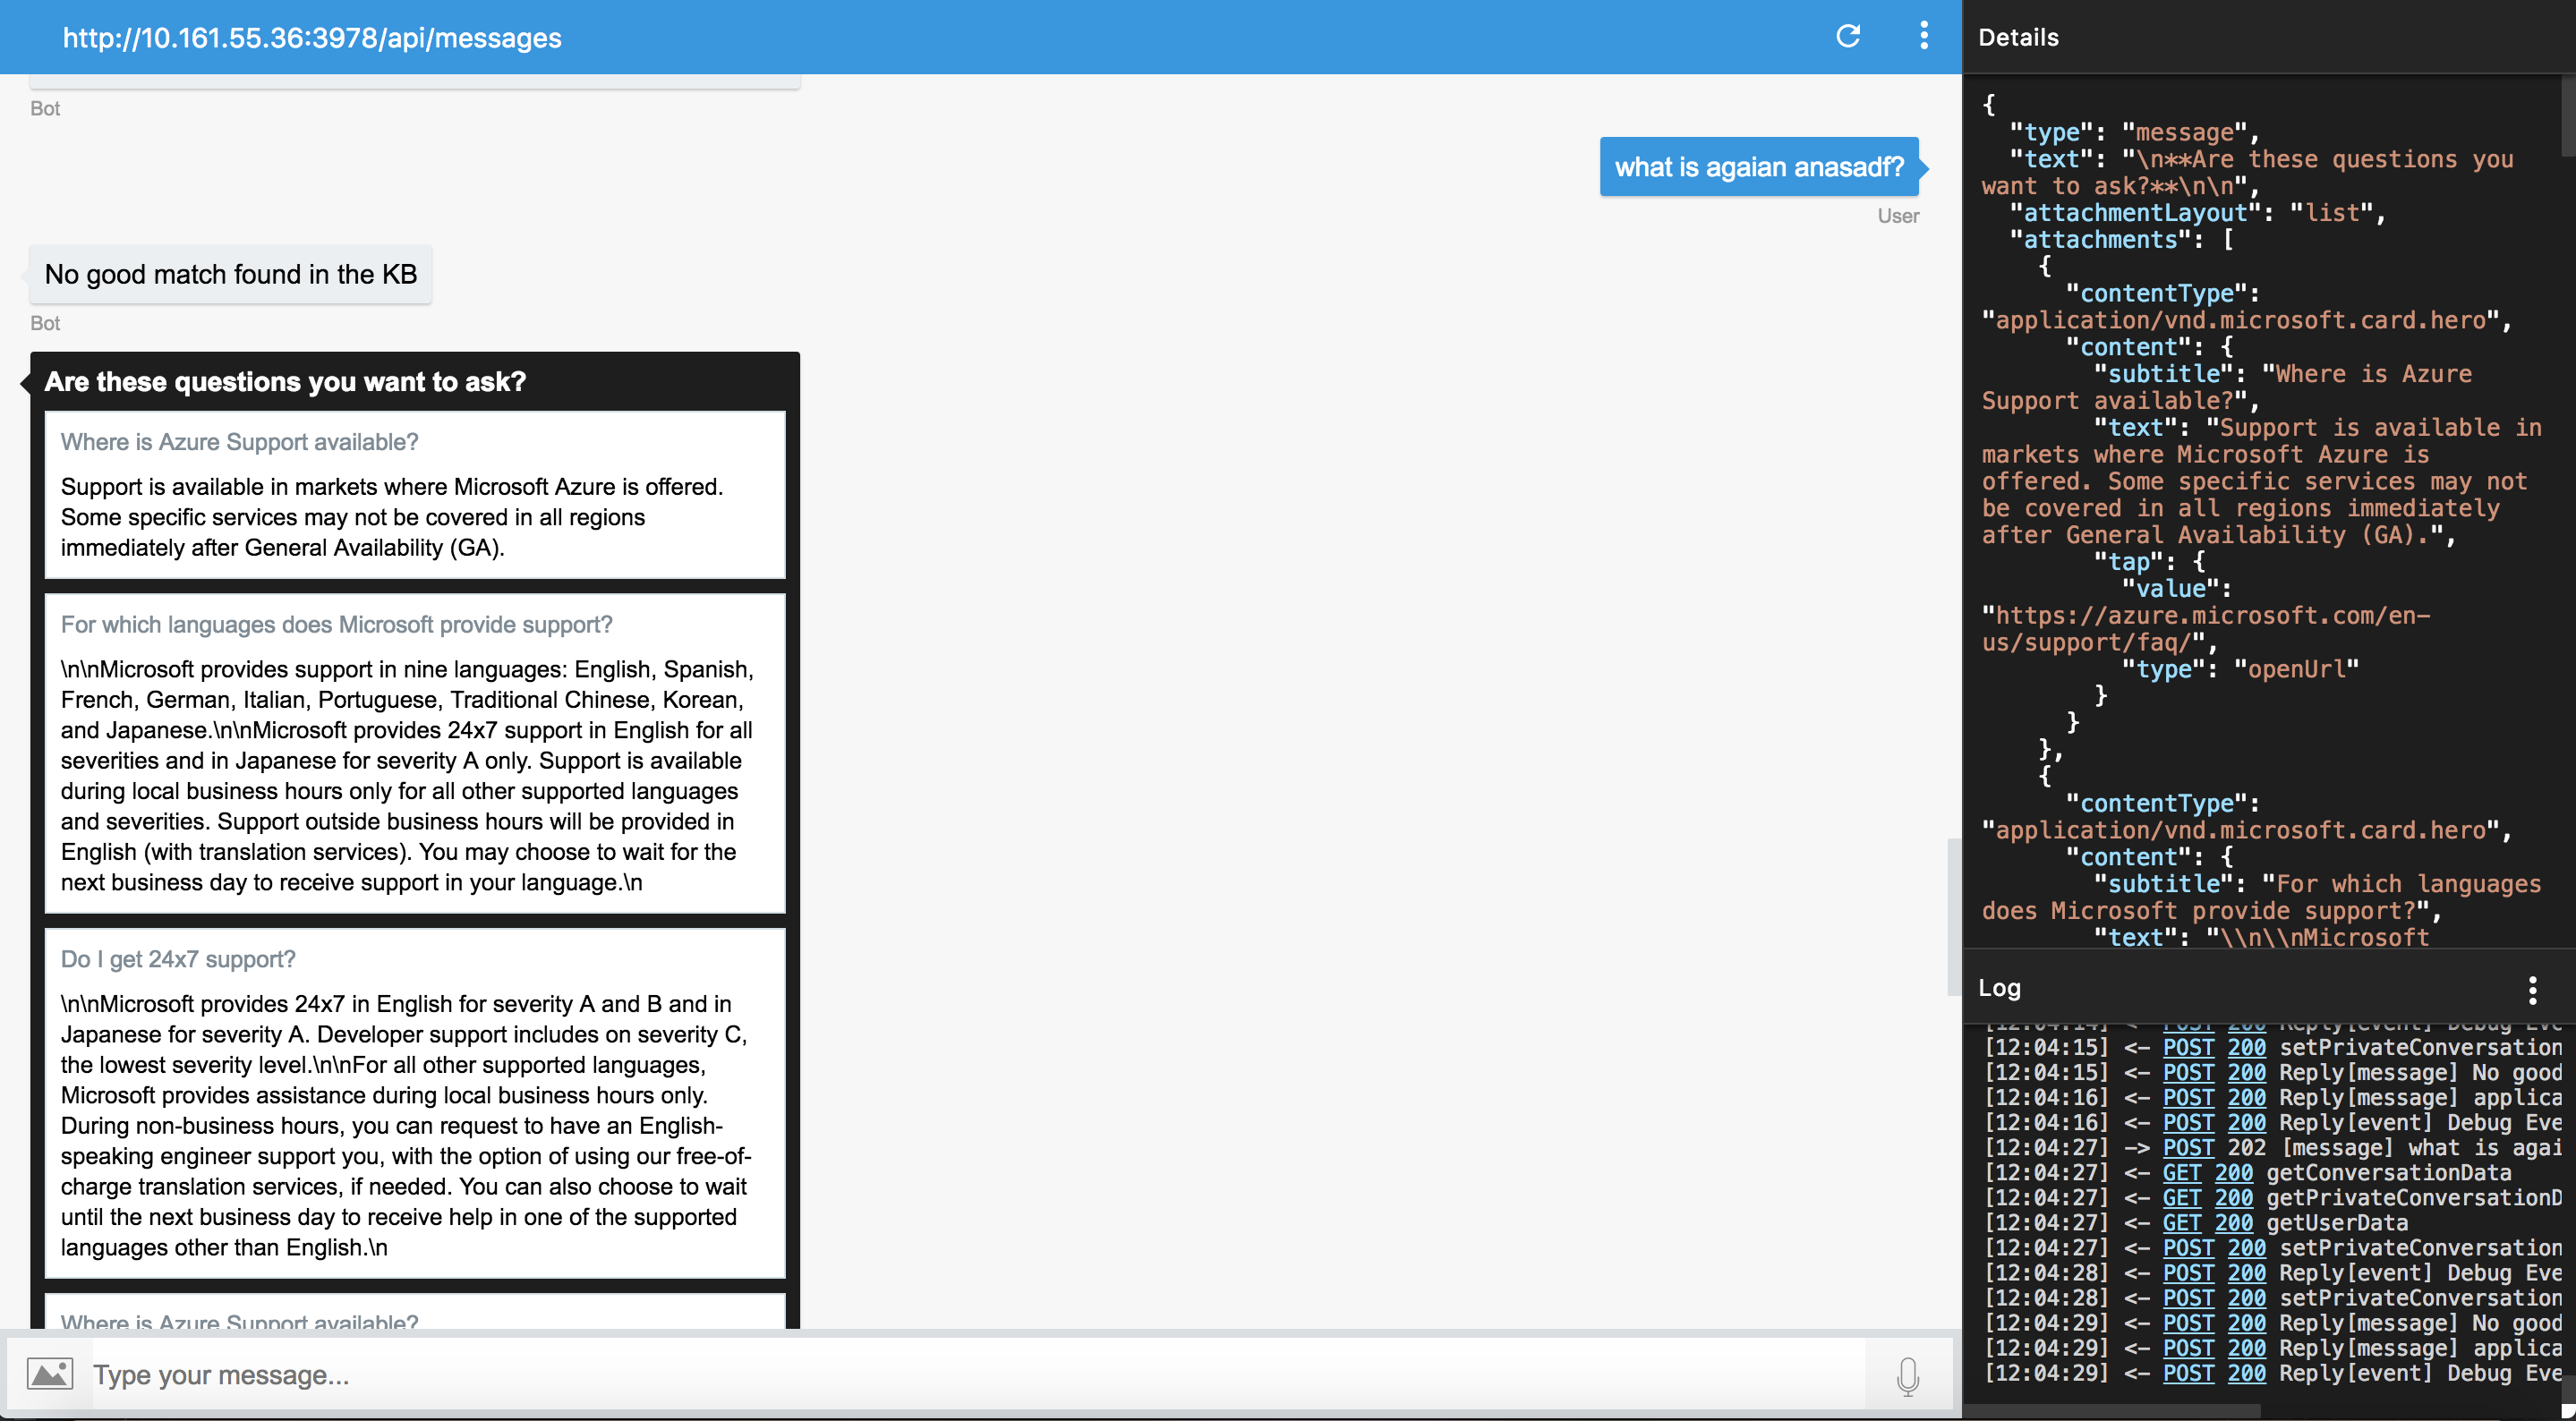 http://10.161.55.36:3978/api/messages
Bot
what is agaian anasadf?
User
No good match found in the KB
Bot
Are these questions you want to ask?
Where is Azure Support available?
Support is available in markets where Microsoft Azure is offered.
Some specific services may not be covered in all regions
immediately after General Availability (GA).
For which languages does Microsoft provide support?
\n\nMicrosoft provides support in nine languages: English, Spanish,
French, German, Italian, Portuguese, Traditional Chinese, Korean,
and Japanese.\n\nMicrosoft provides 24x7 support in English for all
severities and in Japanese for severity A only. Support is available
during local business hours only for all other supported languages
and severities. Support outside business hours will be provided in
English (with translation services). You may choose to wait for the
next business day to receive support in your language.\n
Do I get 24x7 support?
\n\nMicrosoft provides 24x7 in English for severity A and B and in
Japanese for severity A. Developer support includes on severity C,
the lowest severity level.\n\nFor all other supported languages,
Microsoft provides assistance during local business hours only.
During non-business hours, you can request to have an English-
speaking engineer support you, with the option of using our free-of-
charge translation services, if needed. You can also choose to wait
until the next business day to receive help in one of the supported
languages other than English.\n
Where is Azure Support available?
Type your message...
Details
{
"type": "message",
"text": "\n**Are these questions you
want to ask?**\n\n",
"attachmentLayout": "list",
"attachments": [
{
"contentType":
"application/vnd.microsoft.card.hero",
"content": {
"subtitle": "Where is Azure
Support available?",
"text": "Support is available in
markets where Microsoft Azure is
offered. Some specific services may not
be covered in all regions immediately
after General Availability (GA).",
"tap": {
"value":
"https://azure.microsoft.com/en-
us/support/faq/",
"type": "openUrl"
}
}
},
{
"contentType":
"application/vnd.microsoft.card.hero",
"content": {
"subtitle": "For which languages
does Microsoft provide support?",
"text": "\\n\\nMicrosoft
Log
[12:04:14] <- POST 200 Reply[event] Debug Eve
[12:04:15] <- POST 200 setPrivateConversation
[12:04:15] <- POST 200 Reply[message] No good
[12:04:16] <- POST 200 Reply[message] applica
[12:04:16] <- POST 200 Reply[event] Debug Eve
[12:04:27] -> POST 202 [message] what is agai
[12:04:27] <- GET 200 getConversationData
[12:04:27] <- GET 200 getPrivateConversationD
[12:04:27] <- GET 200 getUserData
[12:04:27] <- POST 200 setPrivateConversation
[12:04:28] <- POST 200 Reply[event] Debug Eve
[12:04:28] <- POST 200 setPrivateConversation
[12:04:29] <- POST 200 Reply[message] No good
[12:04:29] <- POST 200 Reply[message] applica
[12:04:29] <- POST 200 Reply[event] Debug Eve